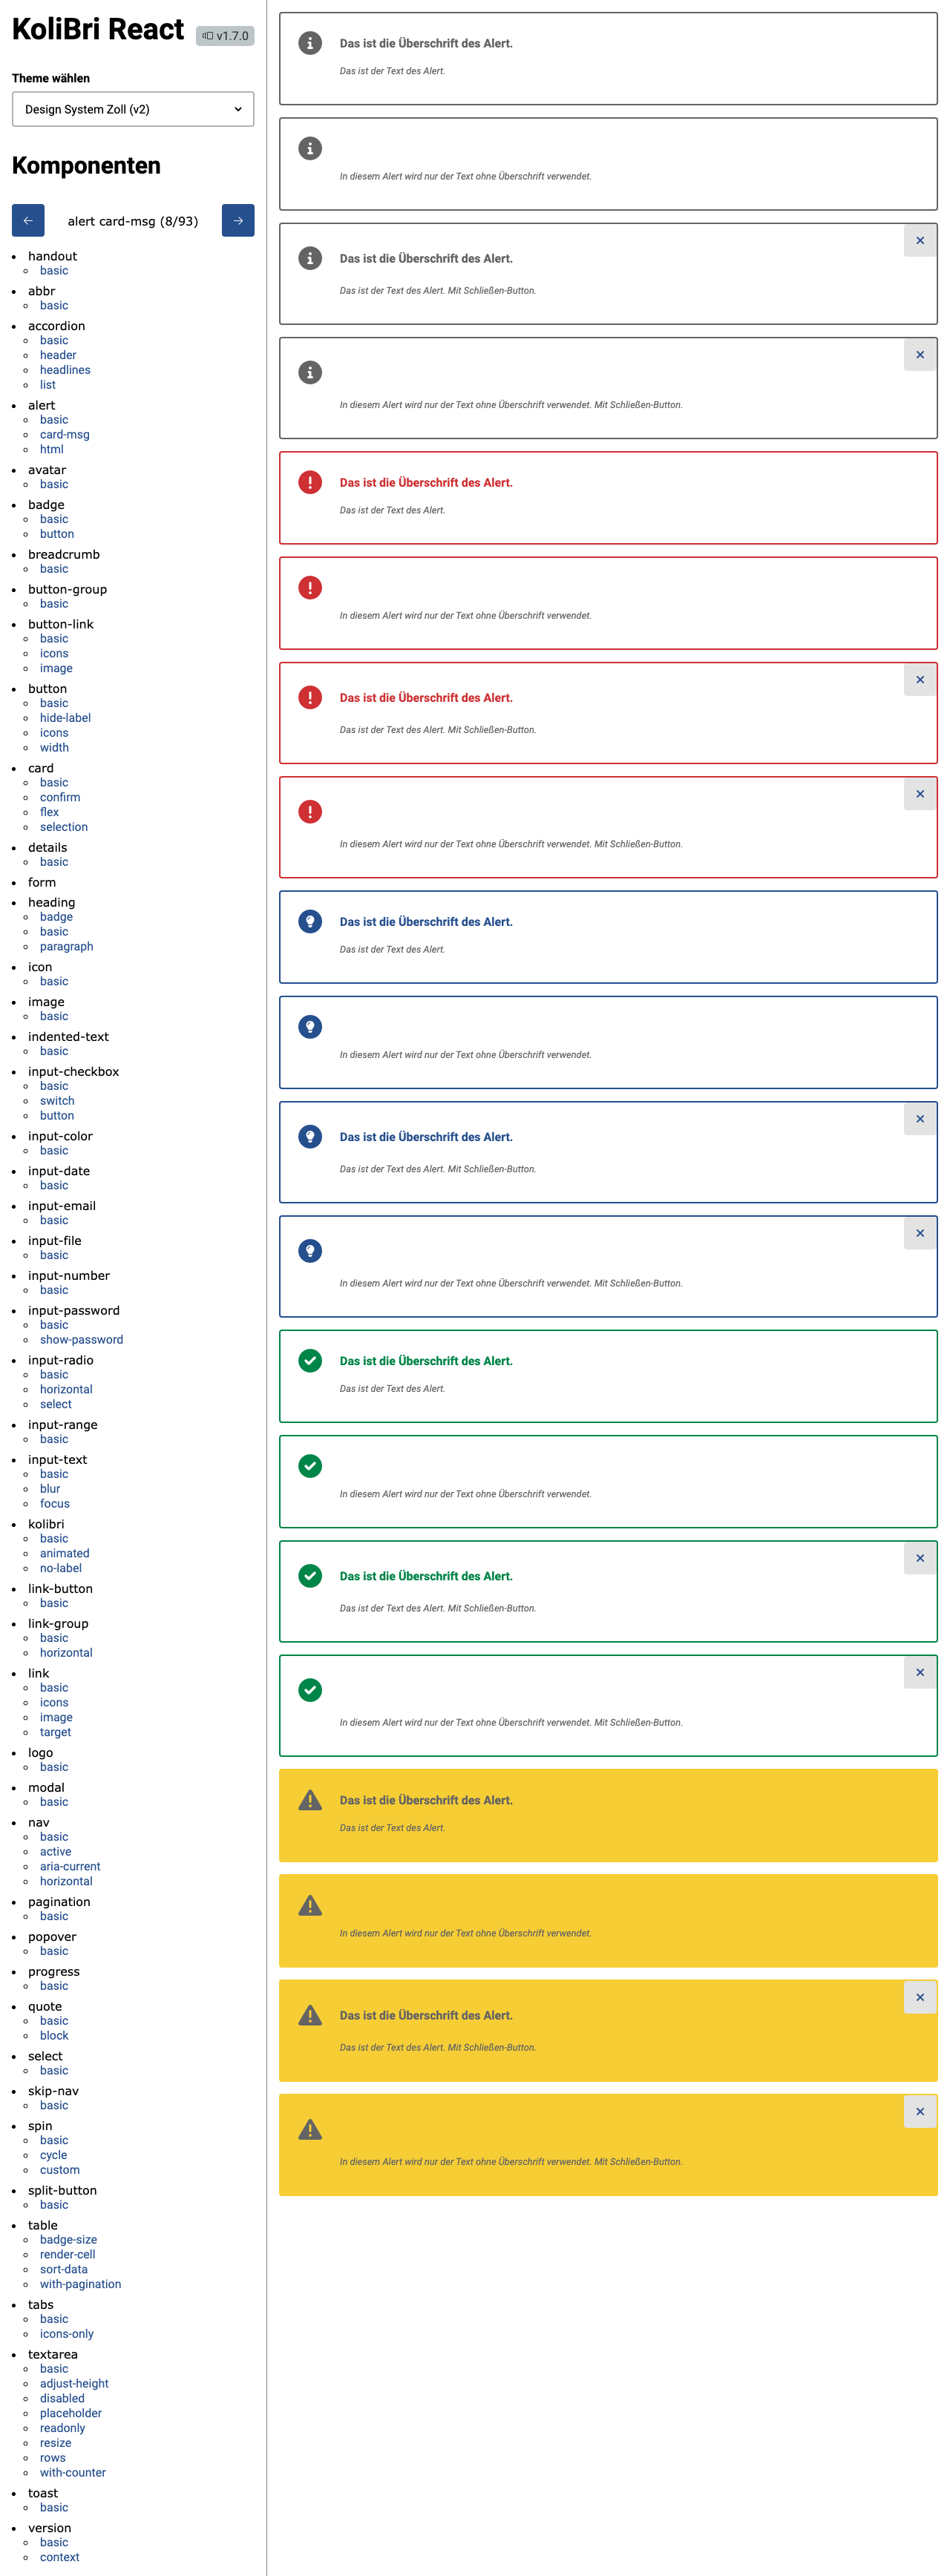 KoliBri React
v1.7.0
Theme wählen
Design System Zoll (v2)
Komponenten
alert card-msg (8/93)
handout
basic
abbr
basic
accordion
basic
header
headlines
list
alert
basic
card-msg
html
avatar
basic
badge
basic
button
breadcrumb
basic
button-group
basic
button-link
basic
icons
image
button
basic
hide-label
icons
width
card
basic
confirm
flex
selection
details
basic
form
heading
badge
basic
paragraph
icon
basic
image
basic
indented-text
basic
input-checkbox
basic
switch
button
input-color
basic
input-date
basic
input-email
basic
input-file
basic
input-number
basic
input-password
basic
show-password
input-radio
basic
horizontal
select
input-range
basic
input-text
basic
blur
focus
kolibri
basic
animated
no-label
link-button
basic
link-group
basic
horizontal
link
basic
icons
image
target
logo
basic
modal
basic
nav
basic
active
aria-current
horizontal
pagination
basic
popover
basic
progress
basic
quote
basic
block
select
basic
skip-nav
basic
spin
basic
cycle
custom
split-button
basic
table
badge-size
render-cell
sort-data
with-pagination
tabs
basic
icons-only
textarea
basic
adjust-height
disabled
placeholder
readonly
resize
rows
with-counter
toast
basic
version
basic
context
Das ist die Überschrift des Alert.
Das ist der Text des Alert.
In diesem Alert wird nur der Text ohne Überschrift verwendet.
Das ist die Überschrift des Alert.
Das ist der Text des Alert. Mit Schließen-Button.
In diesem Alert wird nur der Text ohne Überschrift verwendet. Mit Schließen-Button.
Das ist die Überschrift des Alert.
Das ist der Text des Alert.
In diesem Alert wird nur der Text ohne Überschrift verwendet.
Das ist die Überschrift des Alert.
Das ist der Text des Alert. Mit Schließen-Button.
In diesem Alert wird nur der Text ohne Überschrift verwendet. Mit Schließen-Button.
Das ist die Überschrift des Alert.
Das ist der Text des Alert.
In diesem Alert wird nur der Text ohne Überschrift verwendet.
Das ist die Überschrift des Alert.
Das ist der Text des Alert. Mit Schließen-Button.
In diesem Alert wird nur der Text ohne Überschrift verwendet. Mit Schließen-Button.
Das ist die Überschrift des Alert.
Das ist der Text des Alert.
In diesem Alert wird nur der Text ohne Überschrift verwendet.
Das ist die Überschrift des Alert.
Das ist der Text des Alert. Mit Schließen-Button.
In diesem Alert wird nur der Text ohne Überschrift verwendet. Mit Schließen-Button.
Das ist die Überschrift des Alert.
Das ist der Text des Alert.
In diesem Alert wird nur der Text ohne Überschrift verwendet.
Das ist die Überschrift des Alert.
Das ist der Text des Alert. Mit Schließen-Button.
In diesem Alert wird nur der Text ohne Überschrift verwendet. Mit Schließen-Button.